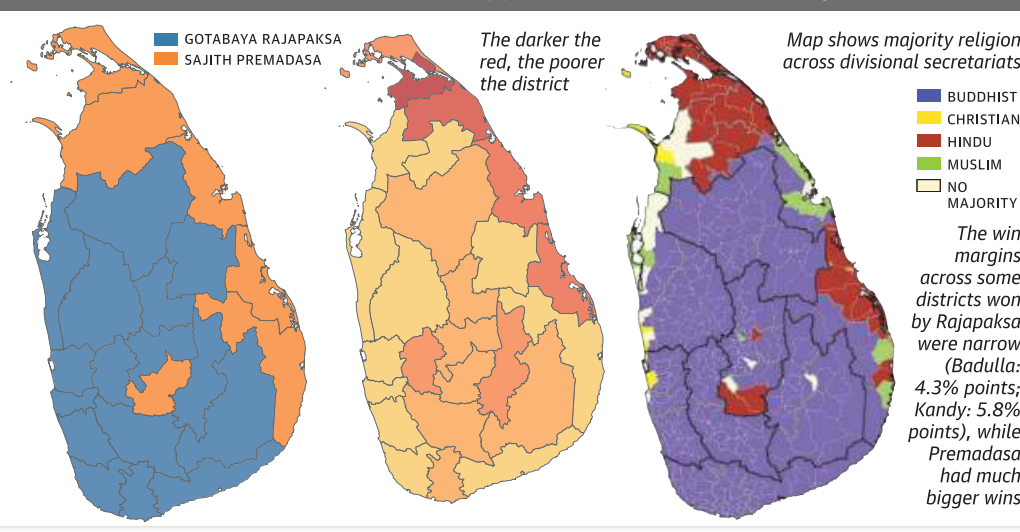 GOTABAYA RAJAPAKSA
SAJITH PREMADASA
The darker the
red, the poorer
the district
Map shows majority religion
across divisional secretariats
BUDDHIST
CHRISTIAN
HINDU
MUSLIM
NO
MAJORITY
The win
margins
across some
districts won
by Rajapaksa
were narrow
(Badulla:
4.3% points;
Kandy: 5.8%
points), while
Premadasa
had much
bigger wins